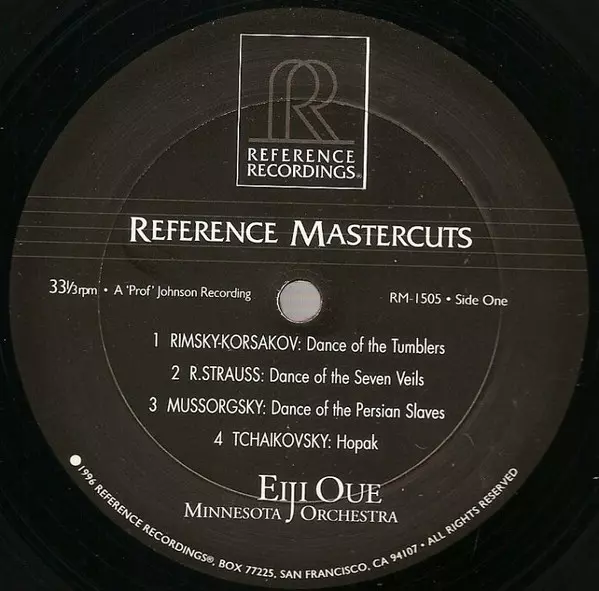 REFERENCE
RECORDINGS®
REFERENCE MASTERCUTS
33⅓rpm • A 'Prof' Johnson Recording
RM-1505 • Side One
1 RIMSKY-KORSAKOV: Dance of the Tumblers
2 R.STRAUSS: Dance of the Seven Veils
3 MUSSORGSKY: Dance of the Persian Slaves
4 TCHAIKOVSKY: Hopak
EIJI OUE
MINNESOTA ORCHESTRA
1996 REFERENCE RECORDINGS®, BOX 77225, SAN FRANCISCO, CA 94107 • ALL RIGHTS RESERVED